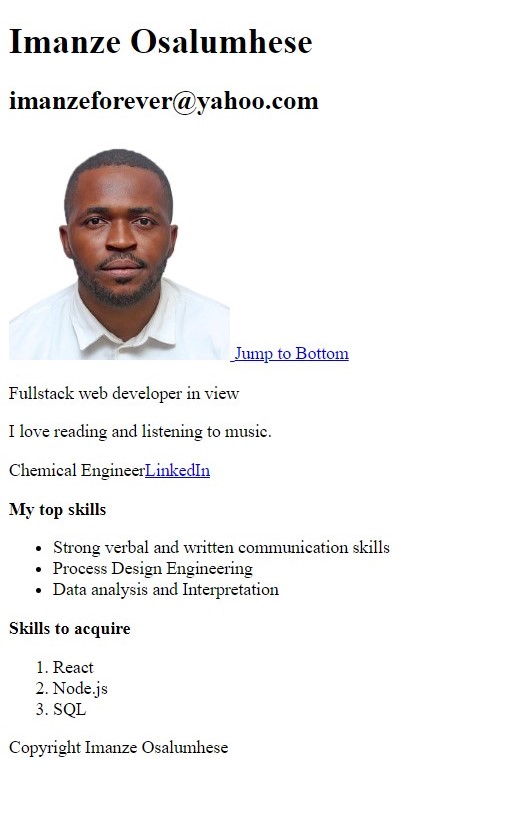 Imanze Osalumhese
imanzeforever@yahoo.com
Jump to Bottom
Fullstack web developer in view
I love reading and listening to music.
Chemical EngineerLinkedIn
My top skills
• Strong verbal and written communication skills
• Process Design Engineering
• Data analysis and Interpretation
Skills to acquire
1. React
2. Node.js
3. SQL
Copyright Imanze Osalumhese